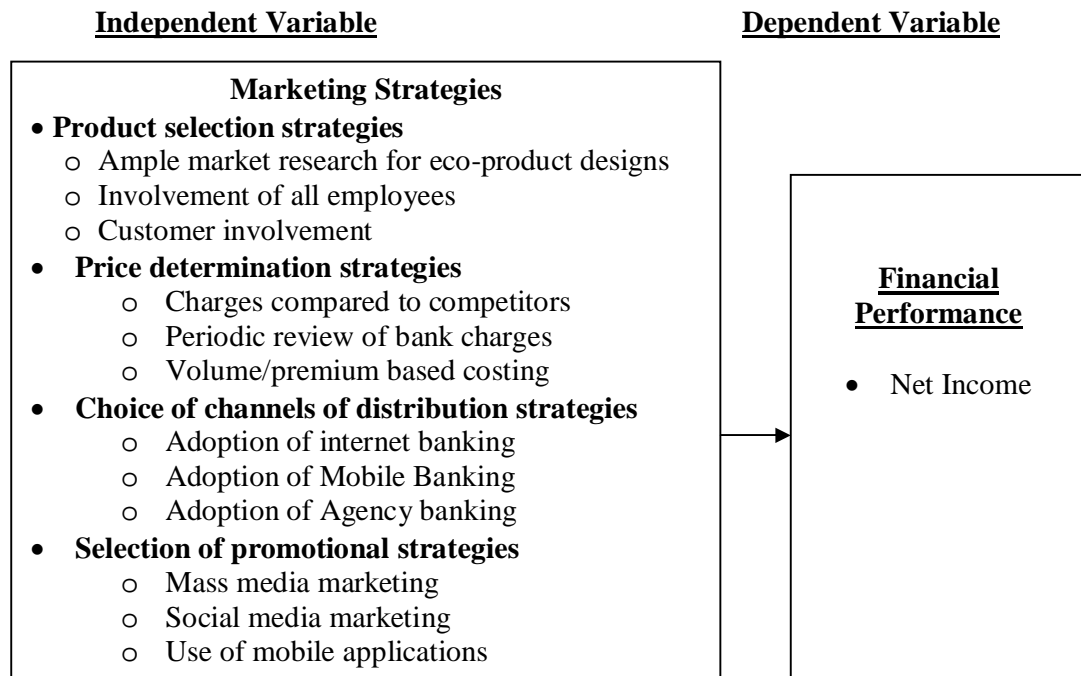 Independent Variable
Dependent Variable
Marketing Strategies
• Product selection strategies
o Ample market research for eco-product designs
o Involvement of all employees
o Customer involvement
• Price determination strategies
o Charges compared to competitors
o Periodic review of bank charges
o Volume/premium based costing
• Choice of channels of distribution strategies
o Adoption of internet banking
o Adoption of Mobile Banking
o Adoption of Agency banking
• Selection of promotional strategies
o Mass media marketing
o Social media marketing
o Use of mobile applications
Financial
Performance
• Net Income